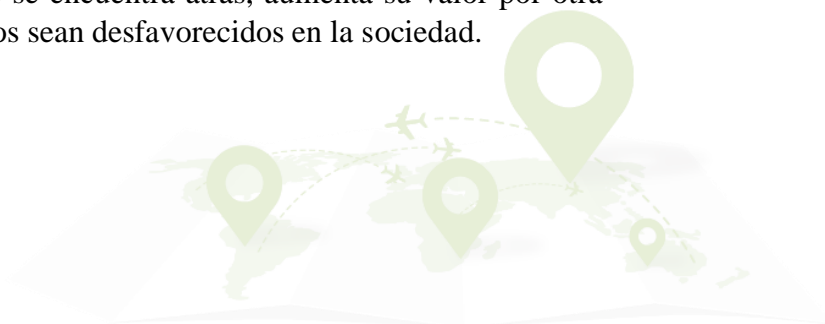 se encuentra atrás, aumenta su valor por otra
os sean desfavorecidos en la sociedad.